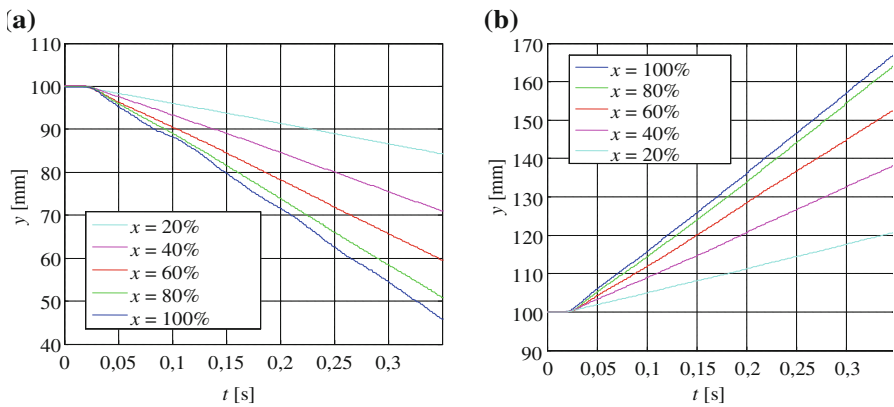 (a)
110
100
90
80
70
60
50
40
y [mm]
x = 20%
x = 40%
x = 60%
x = 80%
x = 100%
0 0,05 0,1 0,15 0,2 0,25 0,3
t [s]
(b)
170
160
150
140
130
120
110
100
90
y [mm]
x = 100%
x = 80%
x = 60%
x = 40%
x = 20%
0 0,05 0,1 0,15 0,2 0,25 0,3
t [s]